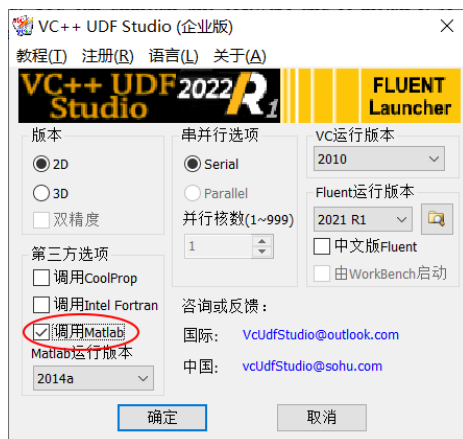 VC++ UDF Studio (企业版)
教程(T) 注册(R) 语言(L) 关于(A)
VC++ UDF Studio 2022 R1 FLUENT Launcher
版本
2D
3D
双精度
串并行选项
Serial
Parallel
并行核数(1~999)
1
VC运行版本
2010
Fluent运行版本
2021 R1
中文版Fluent
由WorkBench启动
第三方选项
调用CoolProp
调用Intel Fortran
调用Matlab
Matlab运行版本
2014a
咨询或反馈：
国际: VcUdfStudio@outlook.com
中国: vcUdfStudio@sohu.com
确定
取消